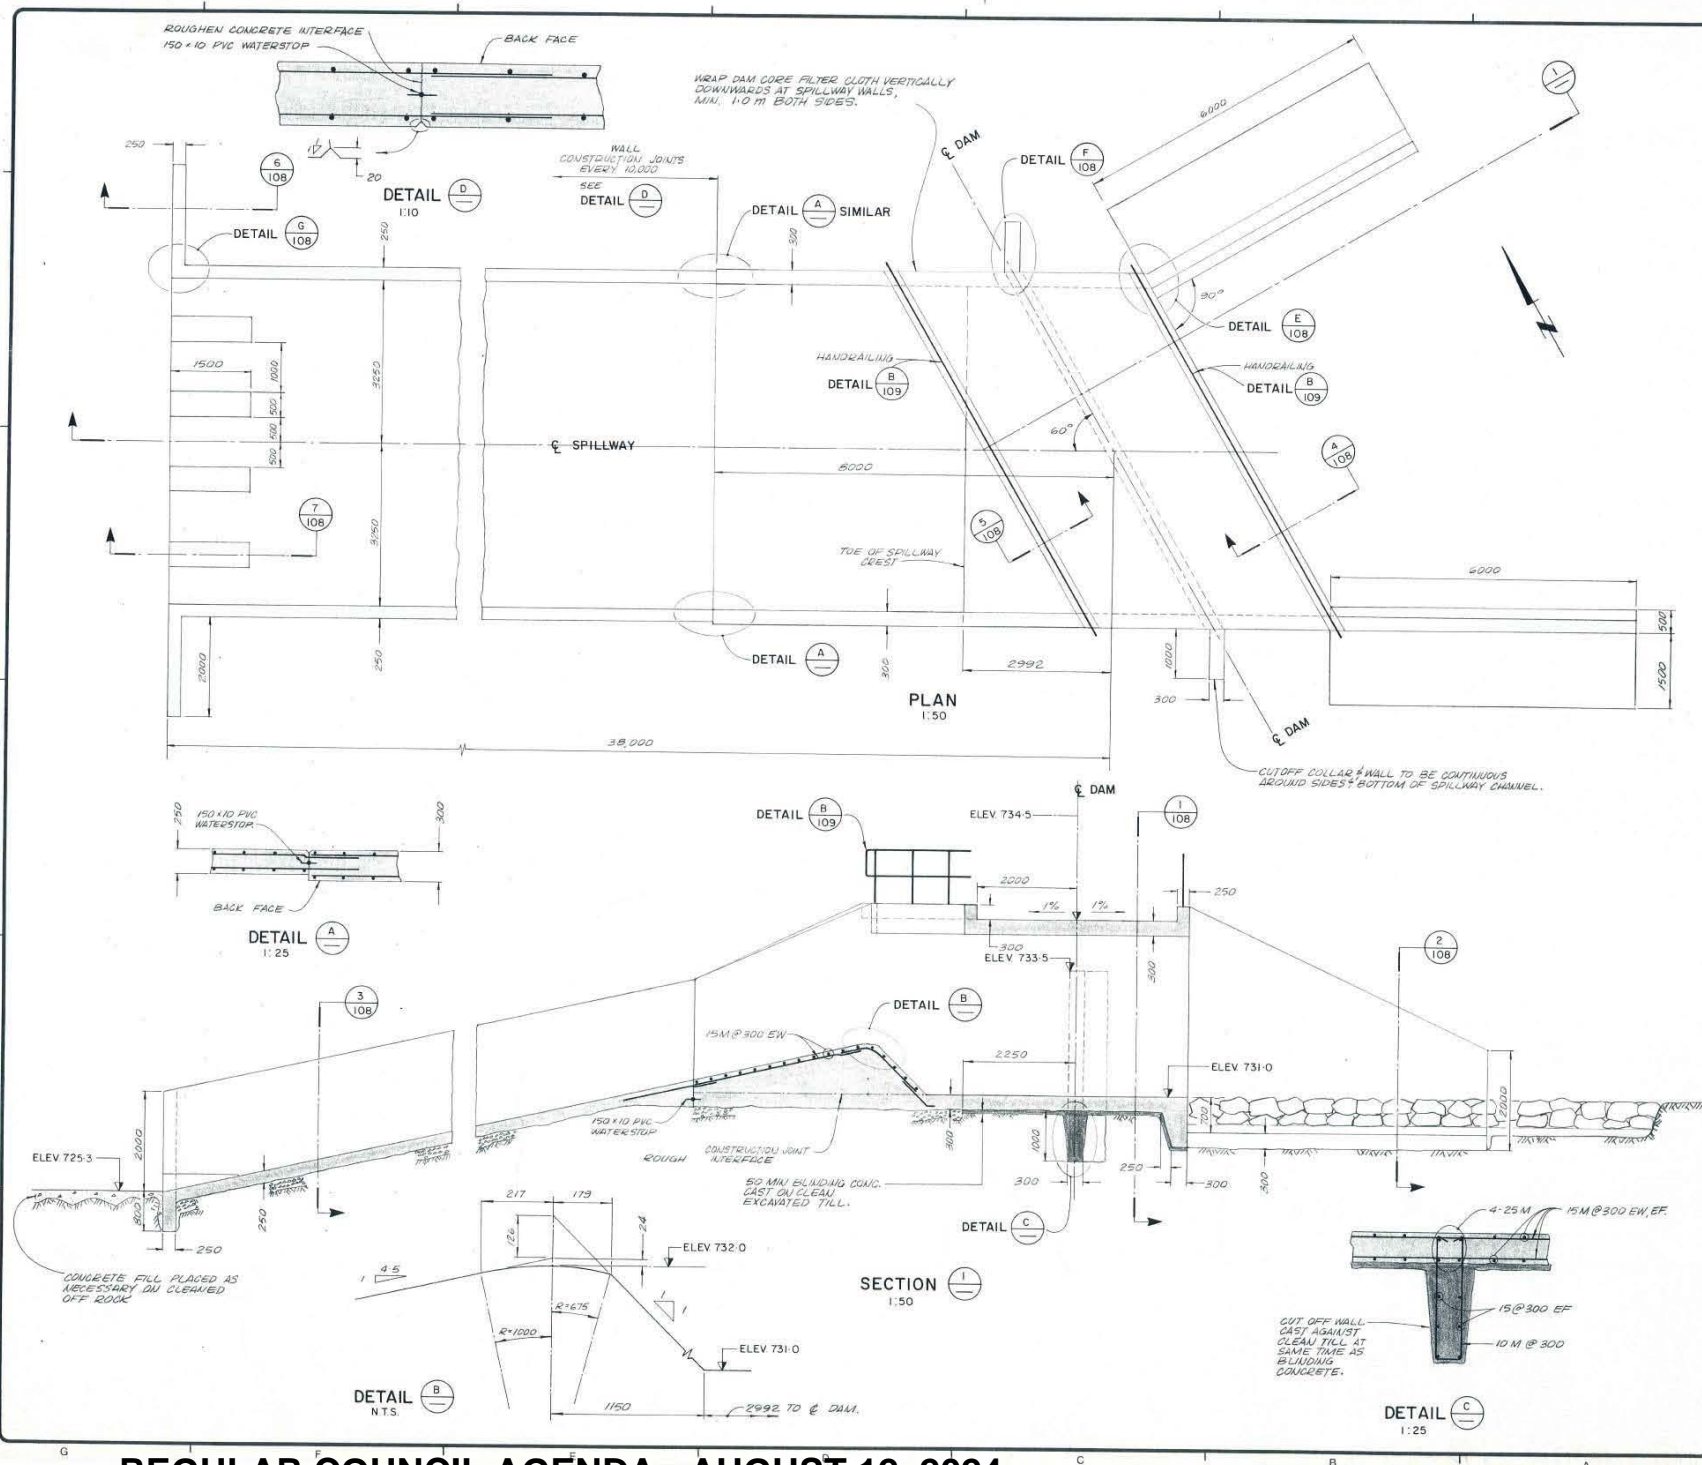 ROUGHEN CONCRETE INTERFACE
150 x 10 PVC WATERSTOP
BACK FACE
WRAP DAM CORE FILTER CLOTH VERTICALLY
DOWNWARDS AT SPILLWAY WALLS,
MIN. 1.0 m BOTH SIDES.
6000
1
250
6
108
20
DETAIL D
1:10
WALL
CONSTRUCTION JOINTS
EVERY 10,000
SEE
DETAIL D
DETAIL A SIMILAR
℄ DAM
DETAIL F
108
DETAIL G
108
250
300
90°
DETAIL E
108
1500
1000
500
500
500
3250
HANDRAILING
DETAIL B
109
HANDRAILING
DETAIL B
109
60°
℄ SPILLWAY
8000
4
108
7
108
5
108
3250
TOE OF SPILLWAY
CREST
6000
500
2000
250
DETAIL A
300
2992
1000
300
1500
PLAN
1:50
℄ DAM
38,000
CUTOFF COLLAR & WALL TO BE CONTINUOUS
AROUND SIDES & BOTTOM OF SPILLWAY CHANNEL.
250
150 x 10 PVC
WATERSTOP
300
BACK FACE
DETAIL A
1:25
DETAIL B
109
℄ DAM
ELEV. 734.5
1
108
2000
250
1%
1%
300
ELEV 733.5
300
2
108
3
108
DETAIL B
15M @ 300 EW
2250
ELEV. 731.0
700
2000
150 x 10 PVC
WATERSTOP
ROUGH
CONSTRUCTION JOINT
INTERFACE
300
1000
250
300
300
300
ELEV 725.3
2000
800
250
250
50 MIN BLINDING CONC.
CAST ON CLEAN
EXCAVATED TILL.
DETAIL C
CONCRETE FILL PLACED AS
NECESSARY ON CLEANED
OFF ROCK
217
179
126
24
ELEV 732.0
1
4.5
R=675
R=1000
1
1
ELEV. 731.0
1150
2992 TO ℄ DAM.
DETAIL B
N.T.S.
SECTION 1
1:50
4-25 M
15M @ 300 EW, EF.
15 @ 300 EF
10 M @ 300
CUT OFF WALL
CAST AGAINST
CLEAN TILL AT
SAME TIME AS
BLINDING
CONCRETE.
DETAIL C
1:25
G
F
E
D
C
B
A